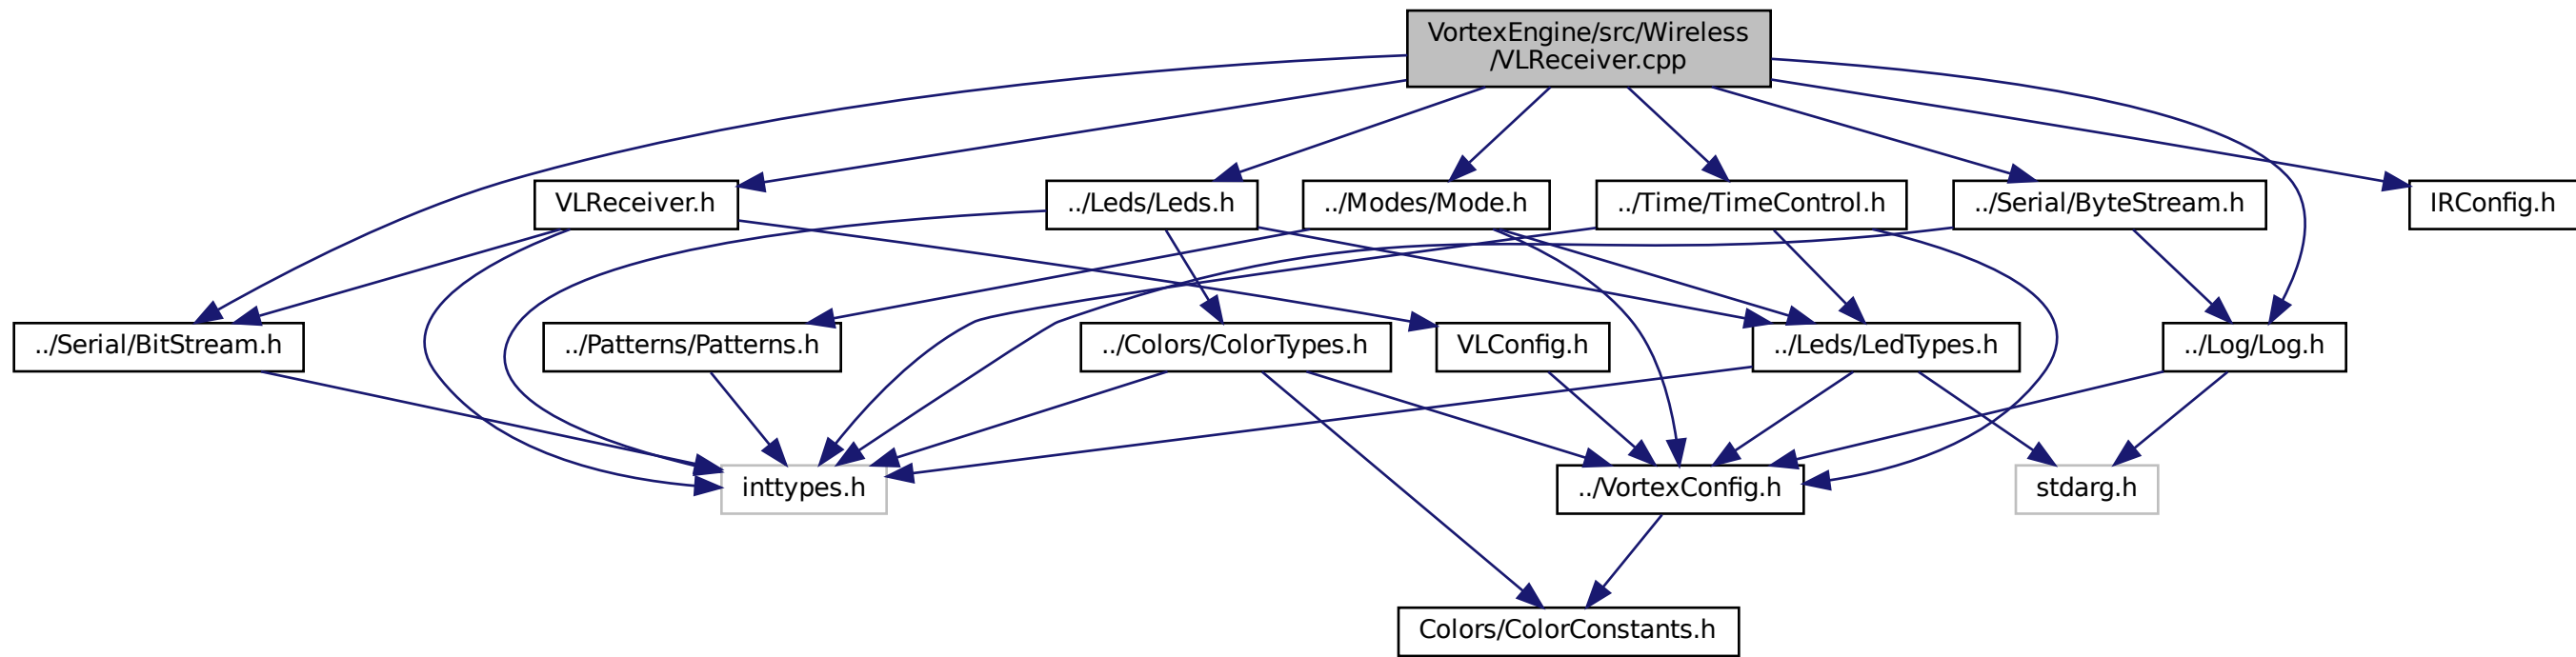 VortexEngine/src/Wireless
/VLReceiver.cpp
VLReceiver.h
../Leds/Leds.h
../Modes/Mode.h
../Time/TimeControl.h
../Serial/ByteStream.h
IRConfig.h
../Serial/BitStream.h
../Patterns/Patterns.h
../Colors/ColorTypes.h
VLConfig.h
../Leds/LedTypes.h
../Log/Log.h
inttypes.h
../VortexConfig.h
stdarg.h
Colors/ColorConstants.h